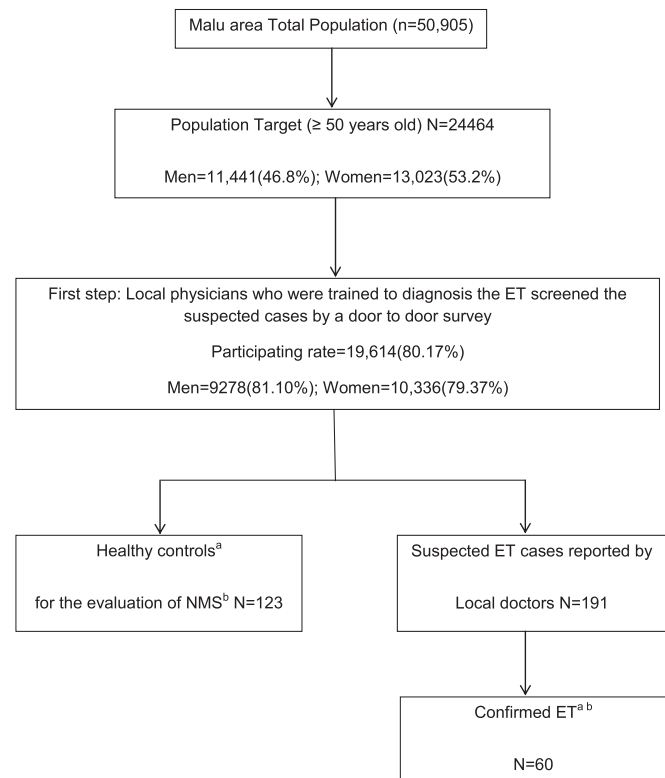 Malu area Total Population (n=50,905)
Population Target (≥ 50 years old) N=24464
Men=11,441(46.8%); Women=13,023(53.2%)
First step: Local physicians who were trained to diagnosis the ET screened the
suspected cases by a door to door survey
Participating rate=19,614(80.17%)
Men=9278(81.10%); Women=10,336(79.37%)
Healthy controlsᵃ
for the evaluation of NMSᵇ N=123
Suspected ET cases reported by
Local doctors N=191
Confirmed ETᵃ ᵇ
N=60